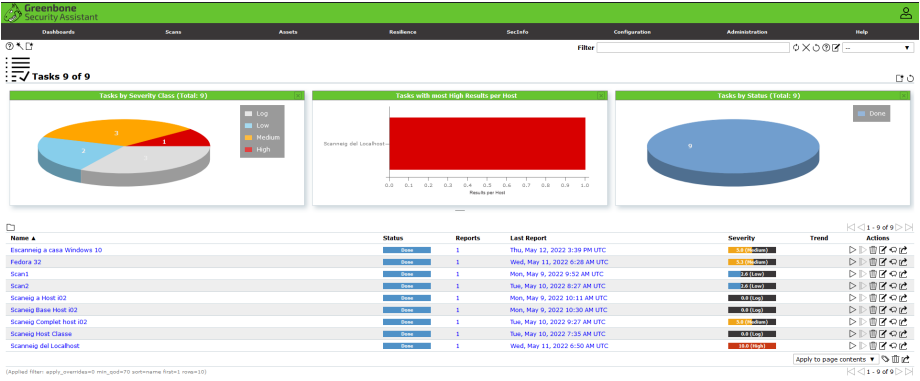 Greenbone
Security Assistant
Dashboards Scans Assets Resilience SecInfo Configuration Administration Help
Filter --
Tasks 9 of 9
Tasks by Severity Class (Total: 9) Tasks with most High Results per Host Tasks by Status (Total: 9)
3 1 2
Log
Low
Medium
High
Scanneig del Localhost
0.0 0.1 0.2 0.3 0.4 0.5 0.6 0.7 0.8 0.9 1.0
Results per Host
9
Done
1 - 9 of 9
Name ▲ Status Reports Last Report Severity Trend Actions
Escanneig a casa Windows 10 Done 1 Thu, May 12, 2022 3:39 PM UTC (Medium)
Fedora 32 Done 1 Wed, May 11, 2022 6:28 AM UTC (Medium)
Scan1 Done 1 Mon, May 9, 2022 9:52 AM UTC 2.6 (Low)
Scan2 Done 1 Tue, May 10, 2022 8:27 AM UTC 2.6 (Low)
Scaneig a Host i02 Done 1 Mon, May 9, 2022 10:11 AM UTC 0.0 (Log)
Scaneig Base Host i02 Done 1 Mon, May 9, 2022 10:30 AM UTC 0.0 (Log)
Scaneig Complet host i02 Done 1 Tue, May 10, 2022 9:27 AM UTC (Medium)
Scaneig Host Classe Done 1 Tue, May 10, 2022 7:35 AM UTC 0.0 (Log)
Scanneig del Localhost Done 1 Wed, May 11, 2022 6:50 AM UTC 10.0 (High)
Apply to page contents ▼
(Applied filter: apply_overrides=0 min_qod=70 sort=name first=1 rows=10) 1 - 9 of 9